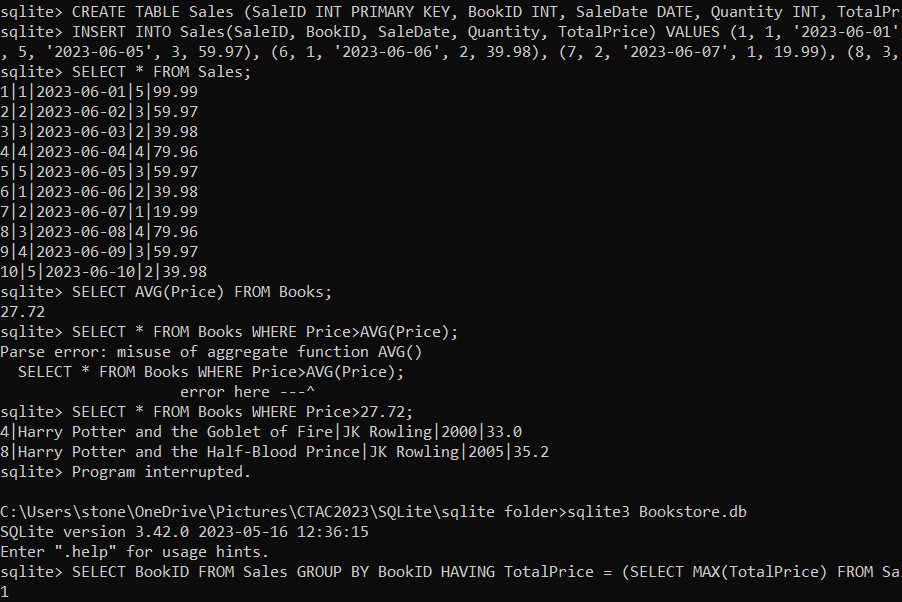 sqlite> CREATE TABLE Sales (SaleID INT PRIMARY KEY, BookID INT, SaleDate DATE, Quantity INT, TotalPr
sqlite> INSERT INTO Sales(SaleID, BookID, SaleDate, Quantity, TotalPrice) VALUES (1, 1, '2023-06-01'
, 5, '2023-06-05', 3, 59.97), (6, 1, '2023-06-06', 2, 39.98), (7, 2, '2023-06-07', 1, 19.99), (8, 3,
sqlite> SELECT * FROM Sales;
1|1|2023-06-01|5|99.99
2|2|2023-06-02|3|59.97
3|3|2023-06-03|2|39.98
4|4|2023-06-04|4|79.96
5|5|2023-06-05|3|59.97
6|1|2023-06-06|2|39.98
7|2|2023-06-07|1|19.99
8|3|2023-06-08|4|79.96
9|4|2023-06-09|3|59.97
10|5|2023-06-10|2|39.98
sqlite> SELECT AVG(Price) FROM Books;
27.72
sqlite> SELECT * FROM Books WHERE Price>AVG(Price);
Parse error: misuse of aggregate function AVG()
  SELECT * FROM Books WHERE Price>AVG(Price);
                    error here ---^
sqlite> SELECT * FROM Books WHERE Price>27.72;
4|Harry Potter and the Goblet of Fire|JK Rowling|2000|33.0
8|Harry Potter and the Half-Blood Prince|JK Rowling|2005|35.2
sqlite> Program interrupted.

C:\Users\stone\OneDrive\Pictures\CTAC2023\SQLite\sqlite folder>sqlite3 Bookstore.db
SQLite version 3.42.0 2023-05-16 12:36:15
Enter ".help" for usage hints.
sqlite> SELECT BookID FROM Sales GROUP BY BookID HAVING TotalPrice = (SELECT MAX(TotalPrice) FROM Sa
1